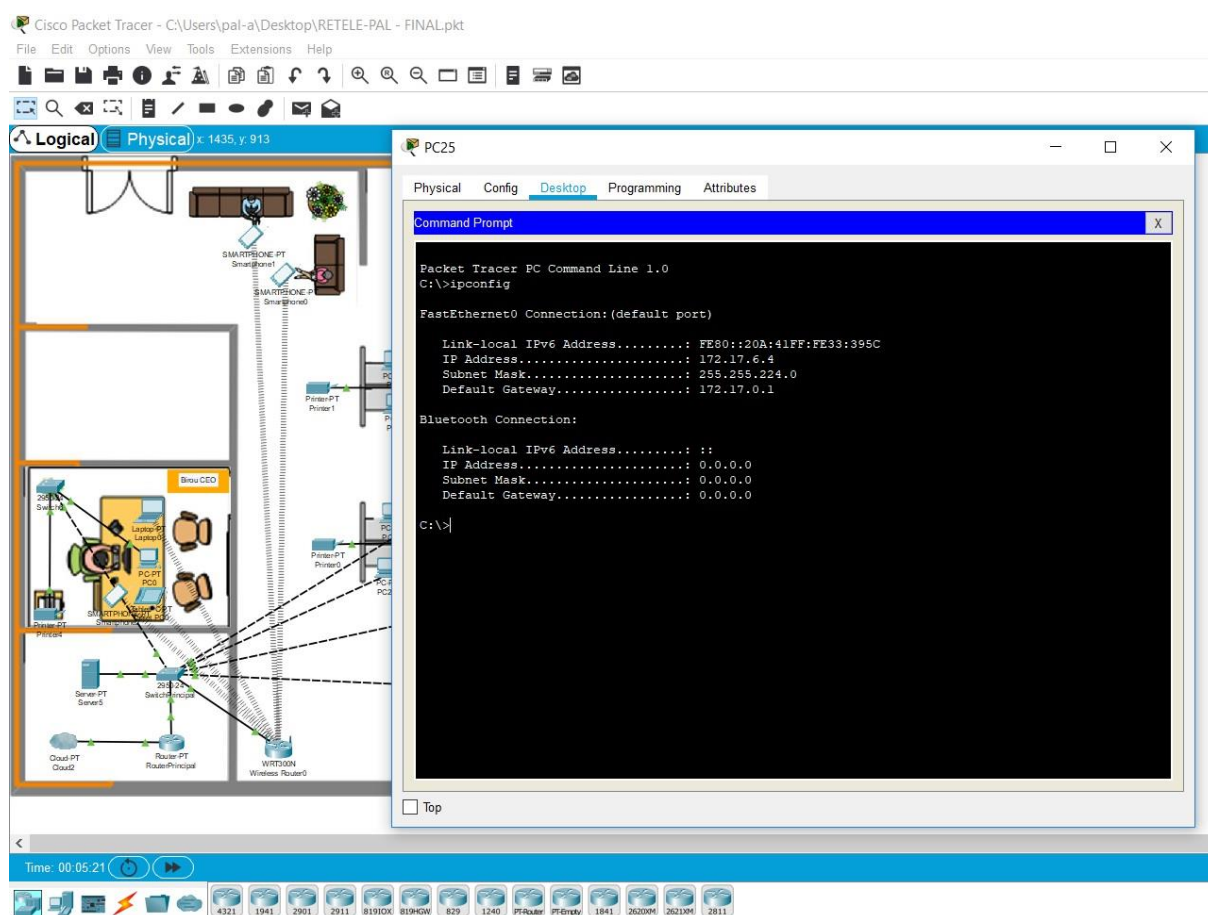 Cisco Packet Tracer - C:\Users\pal-a\Desktop\RETELE-PAL - FINAL.pkt
File Edit Options View Tools Extensions Help
Logical Physical x: 1435, y: 913
PC25
Physical Config Desktop Programming Attributes
Command Prompt X
Packet Tracer PC Command Line 1.0
C:\>ipconfig
FastEthernet0 Connection:(default port)
Link-local IPv6 Address.........: FE80::20A:41FF:FE33:395C
IP Address......................: 172.17.6.4
Subnet Mask.....................: 255.255.224.0
Default Gateway.................: 172.17.0.1
Bluetooth Connection:
Link-local IPv6 Address.........: ::
IP Address......................: 0.0.0.0
Subnet Mask.....................: 0.0.0.0
Default Gateway.................: 0.0.0.0
C:\>
Top
SMARTPHONE-PT
Smartphone1
Smartphone0
Printer-PT
Printer1
Birou CEO
Laptop-PT
Laptop0
PC-PT
PC0
Printer-PT
Printer0
Printer-PT
Printer4
Server-PT
Server5
2950-24
SwitchPrincipal
Cloud-PT
Cloud2
Router-PT
RouterPrincipal
WRT300N
Wireless Router0
Time: 00:05:21
4321 1941 2901 2911 819IOX 819HGW 829 1240 PT-Router PT-Empty 1841 2620XM 2621XM 2811